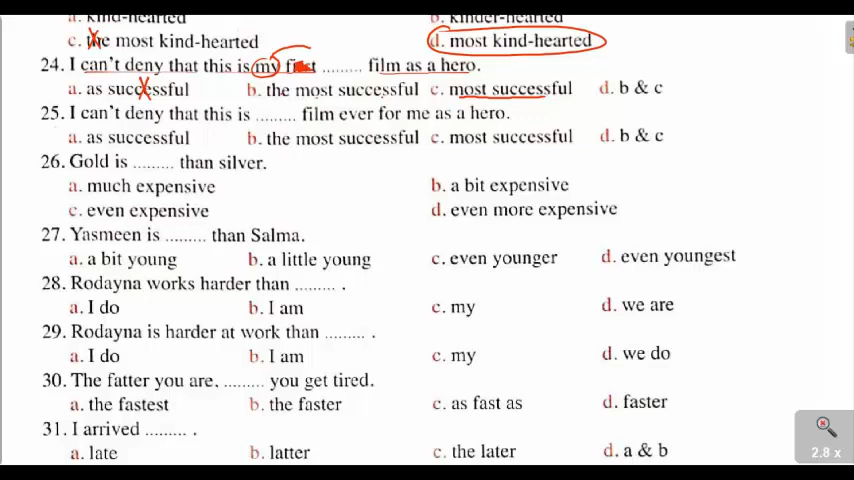 a. kind-hearted b. kinder-hearted
c. the most kind-hearted d. most kind-hearted
24. I can't deny that this is my first ......... film as a hero.
a. as successful b. the most successful c. most successful d. b & c
25. I can't deny that this is ......... film ever for me as a hero.
a. as successful b. the most successful c. most successful d. b & c
26. Gold is ......... than silver.
a. much expensive b. a bit expensive
c. even expensive d. even more expensive
27. Yasmeen is ......... than Salma.
a. a bit young b. a little young c. even younger d. even youngest
28. Rodayna works harder than ......... .
a. I do b. I am c. my d. we are
29. Rodayna is harder at work than ......... .
a. I do b. I am c. my d. we do
30. The fatter you are, ......... you get tired.
a. the fastest b. the faster c. as fast as d. faster
31. I arrived ......... .
a. late b. latter c. the later d. a & b
2.8 x